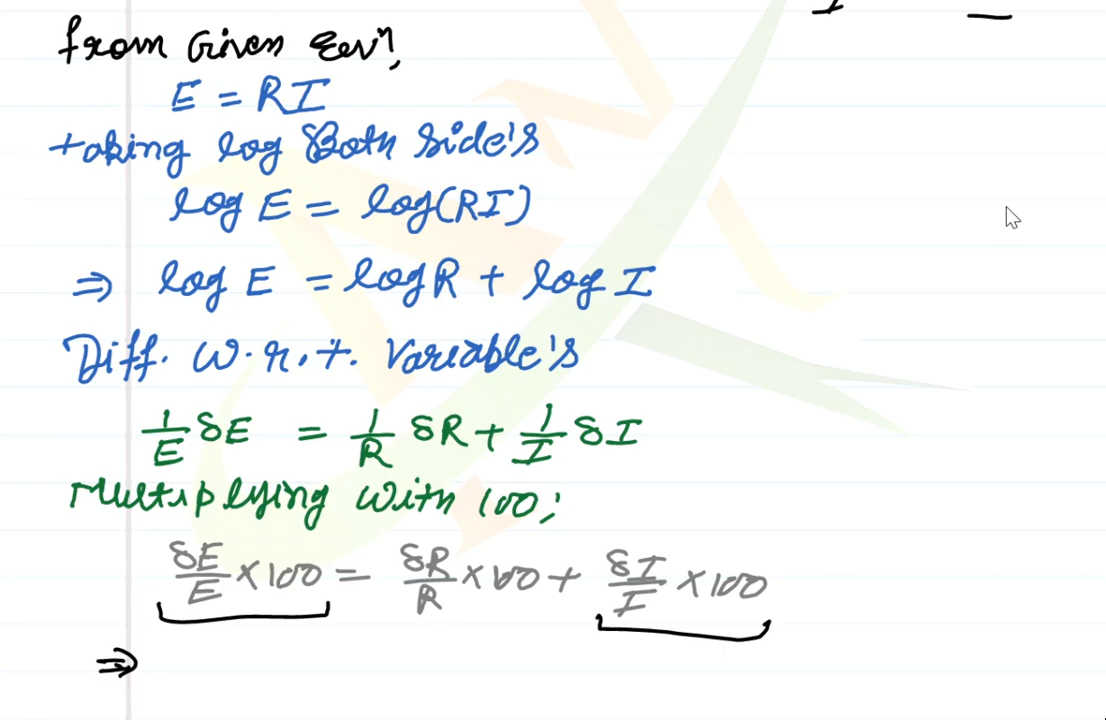 from Given Eqn,
E = RI
taking log Both side's
log E = log(RI)
⇒ log E = log R + log I
Diff. w.r.t. variable's
1/E δE = 1/R δR + 1/I δI
Multiplying with 100;
δE/E × 100 = δR/R × 100 + δI/I × 100
⇒